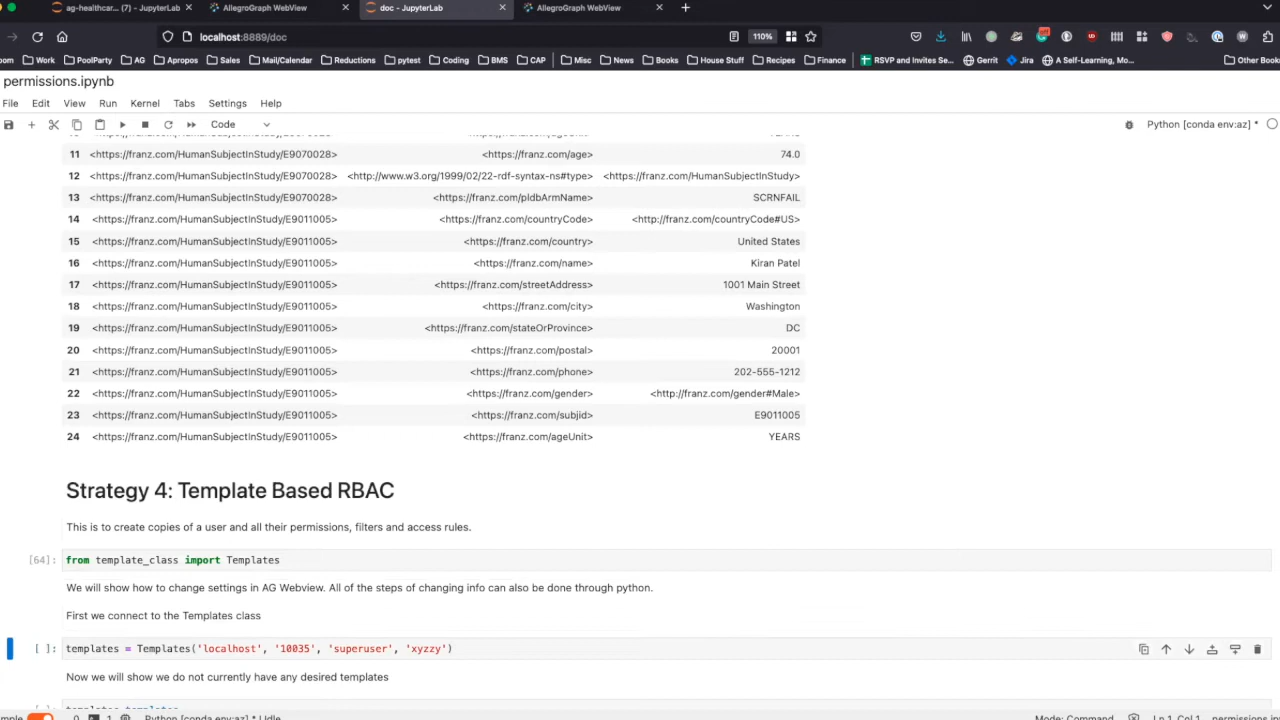 ag-healthcar... (7) - JupyterLab
AllegroGraph WebView
doc - JupyterLab
AllegroGraph WebView
localhost:8889/doc
110%
oom
Work
PoolParty
AG
Apropos
Sales
Mail/Calendar
Reductions
pytest
Coding
BMS
CAP
Misc
News
Books
House Stuff
Recipes
Finance
RSVP and Invites Se...
Gerrit
Jira
A Self-Learning, Mo...
Other Book
permissions.ipynb
File Edit View Run Kernel Tabs Settings Help
Code
Python [conda env:az] *
11 <https://franz.com/HumanSubjectInStudy/E9070028> <https://franz.com/age> 74.0
12 <https://franz.com/HumanSubjectInStudy/E9070028> <http://www.w3.org/1999/02/22-rdf-syntax-ns#type> <https://franz.com/HumanSubjectInStudy>
13 <https://franz.com/HumanSubjectInStudy/E9070028> <https://franz.com/pldbArmName> SCRNFAIL
14 <https://franz.com/HumanSubjectInStudy/E9011005> <https://franz.com/countryCode> <http://franz.com/countryCode#US>
15 <https://franz.com/HumanSubjectInStudy/E9011005> <https://franz.com/country> United States
16 <https://franz.com/HumanSubjectInStudy/E9011005> <https://franz.com/name> Kiran Patel
17 <https://franz.com/HumanSubjectInStudy/E9011005> <https://franz.com/streetAddress> 1001 Main Street
18 <https://franz.com/HumanSubjectInStudy/E9011005> <https://franz.com/city> Washington
19 <https://franz.com/HumanSubjectInStudy/E9011005> <https://franz.com/stateOrProvince> DC
20 <https://franz.com/HumanSubjectInStudy/E9011005> <https://franz.com/postal> 20001
21 <https://franz.com/HumanSubjectInStudy/E9011005> <https://franz.com/phone> 202-555-1212
22 <https://franz.com/HumanSubjectInStudy/E9011005> <https://franz.com/gender> <http://franz.com/gender#Male>
23 <https://franz.com/HumanSubjectInStudy/E9011005> <https://franz.com/subjid> E9011005
24 <https://franz.com/HumanSubjectInStudy/E9011005> <https://franz.com/ageUnit> YEARS
Strategy 4: Template Based RBAC
This is to create copies of a user and all their permissions, filters and access rules.
[64]: from template_class import Templates
We will show how to change settings in AG Webview. All of the steps of changing info can also be done through python.
First we connect to the Templates class
[ ]: templates = Templates('localhost', '10035', 'superuser', 'xyzzy')
Now we will show we do not currently have any desired templates
mple 0 1 Python [conda env:az] * Idle Mode: Command Ln 1, Col 1 permissions.ip